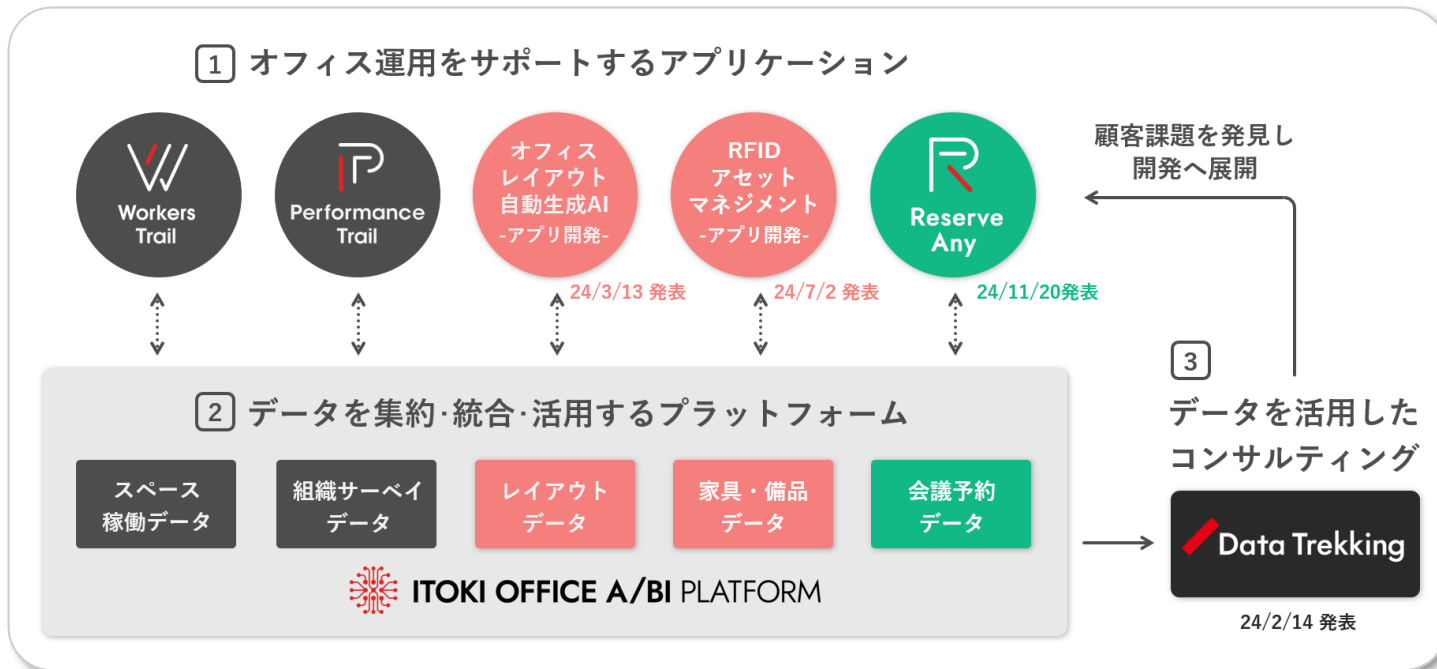 1 オフィス運用をサポートするアプリケーション
Workers
Trail
Performance
Trail
オフィス
レイアウト
自動生成AI
-アプリ開発-
24/3/13 発表
RFID
アセット
マネジメント
-アプリ開発-
24/7/2 発表
Reserve
Any
24/11/20発表
顧客課題を発見し
開発へ展開
2 データを集約·統合·活用するプラットフォーム
スペース
稼働データ
組織サーベイ
データ
レイアウト
データ
家具・備品
データ
会議予約
データ
ITOKI OFFICE A/BI PLATFORM
3
データを活用した
コンサルティング
Data Trekking
24/2/14 発表